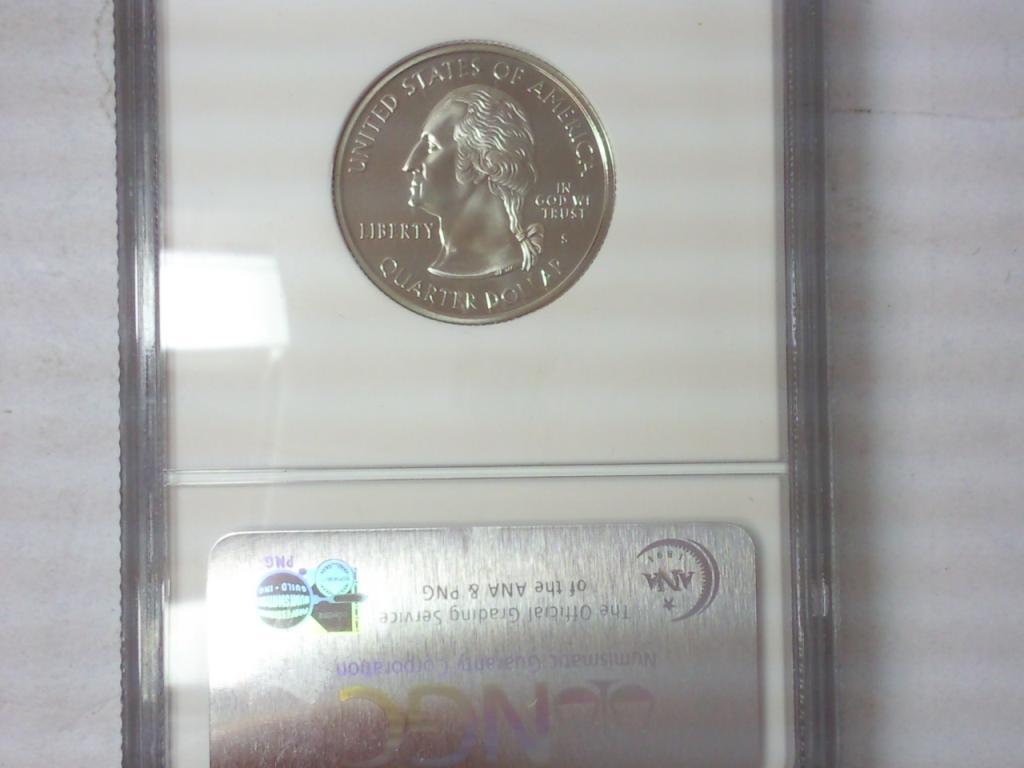 UNITED STATES OF AMERICA
IN
GOD WE
TRUST
LIBERTY
S
QUARTER DOLLAR
NGC
Numismatic Guaranty Corporation
The Official Grading Service
of the ANA & PNG
ANA
PNG